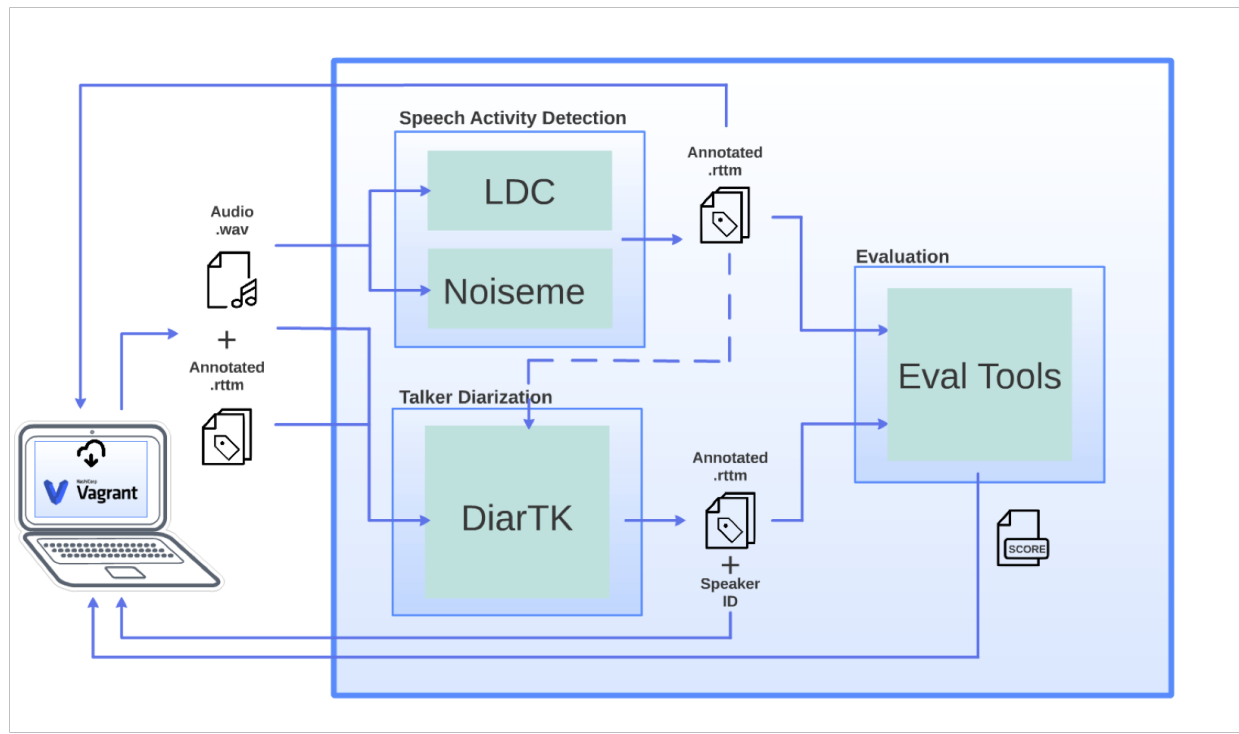 Speech Activity Detection
LDC
Noiseme
Annotated
.rttm
Audio
.wav
+
Annotated
.rttm
Evaluation
Eval Tools
Talker Diarization
DiarTK
Annotated
.rttm
+
Speaker
ID
SCORE
HashiCorp
Vagrant